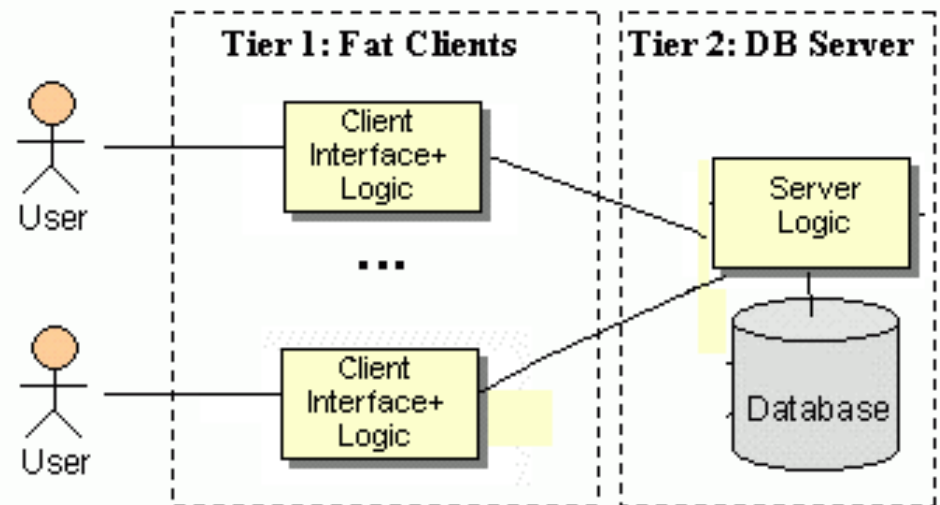 Tier 1: Fat Clients
Tier 2: DB Server
Client
Interface+
Logic
User
Server
Logic
...
Client
Interface+
Logic
User
Database